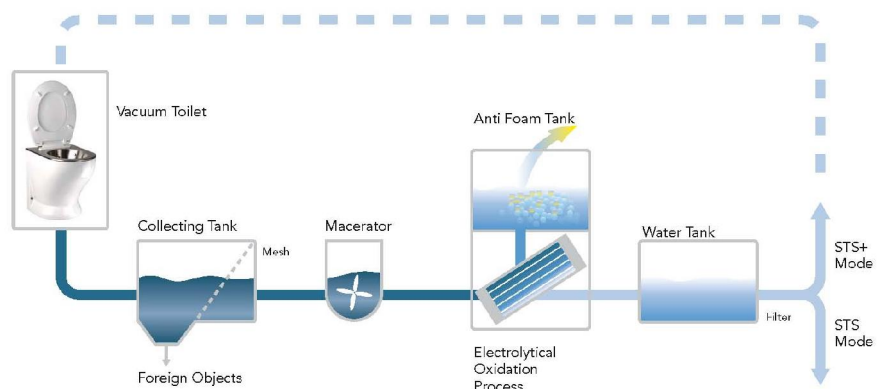 Vacuum Toilet
Anti Foam Tank
Collecting Tank
Mesh
Macerator
Water Tank
STS+
Mode
Filter
STS
Mode
Foreign Objects
Electrolytical
Oxidation
Process